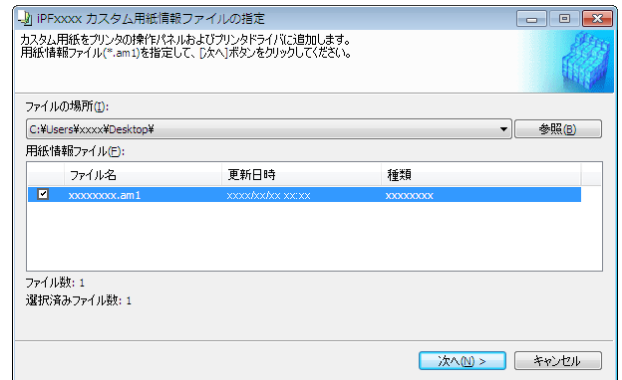 iPFxxxx カスタム用紙情報ファイルの指定
カスタム用紙をプリンタの操作パネルおよびプリンタドライバに追加します。
用紙情報ファイル(*.am1)を指定して、[次へ]ボタンをクリックしてください。
ファイルの場所(I):
C:¥Users¥xxxx¥Desktop¥
参照(B)
用紙情報ファイル(F):
ファイル名 更新日時 種類
xxxxxxxx.am1 xxxx/xx/xx xx:xx xxxxxxxx
ファイル数: 1
選択済みファイル数: 1
次へ(N) > キャンセル